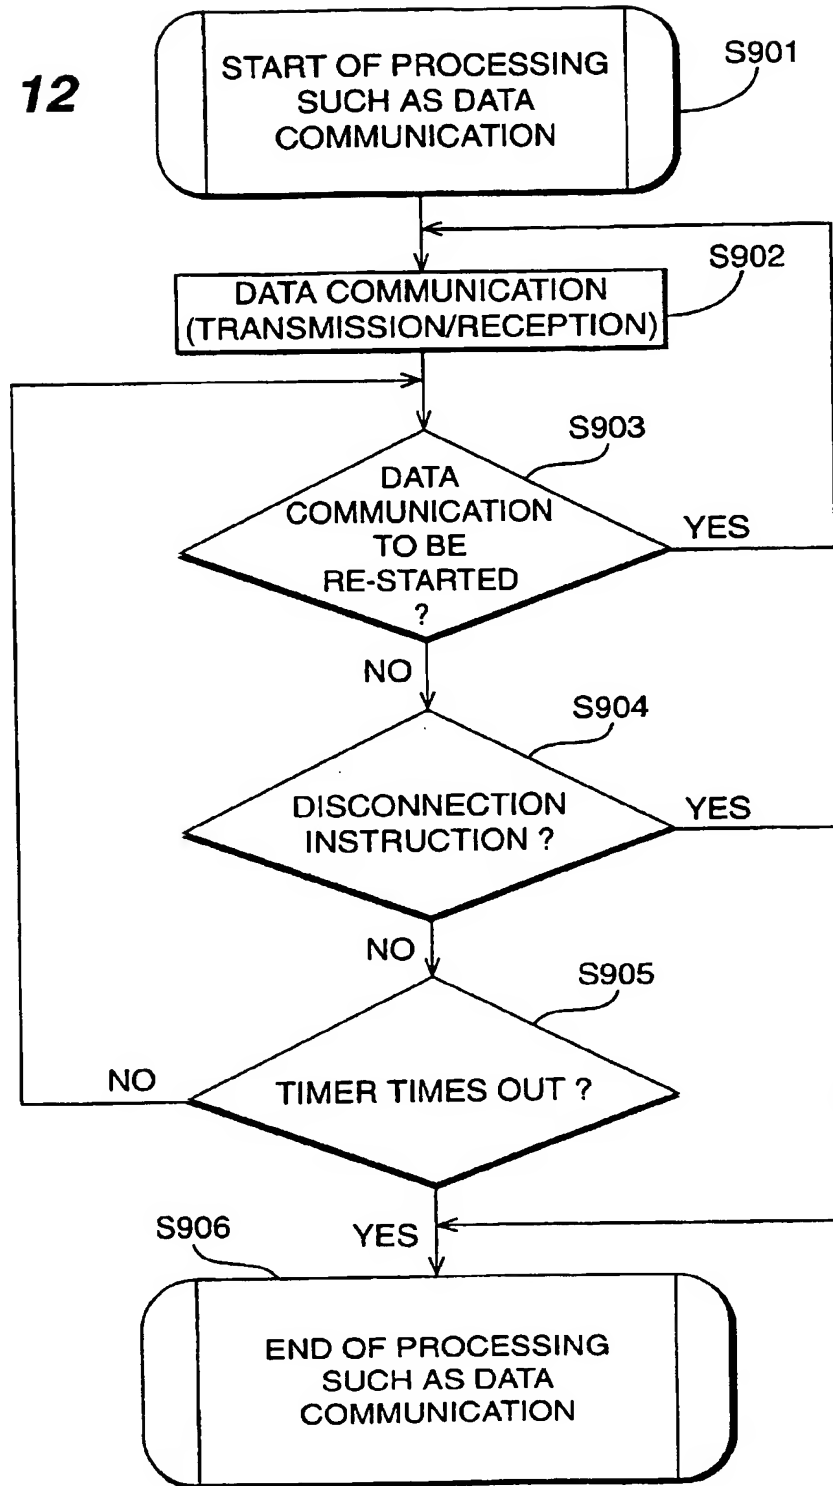 12
START OF PROCESSING
SUCH AS DATA
COMMUNICATION
S901
S902
DATA COMMUNICATION
(TRANSMISSION/RECEPTION)
S903
DATA
COMMUNICATION
TO BE
RE-STARTED
?
YES
NO
S904
DISCONNECTION
INSTRUCTION ?
YES
NO
S905
TIMER TIMES OUT ?
NO
YES
S906
END OF PROCESSING
SUCH AS DATA
COMMUNICATION